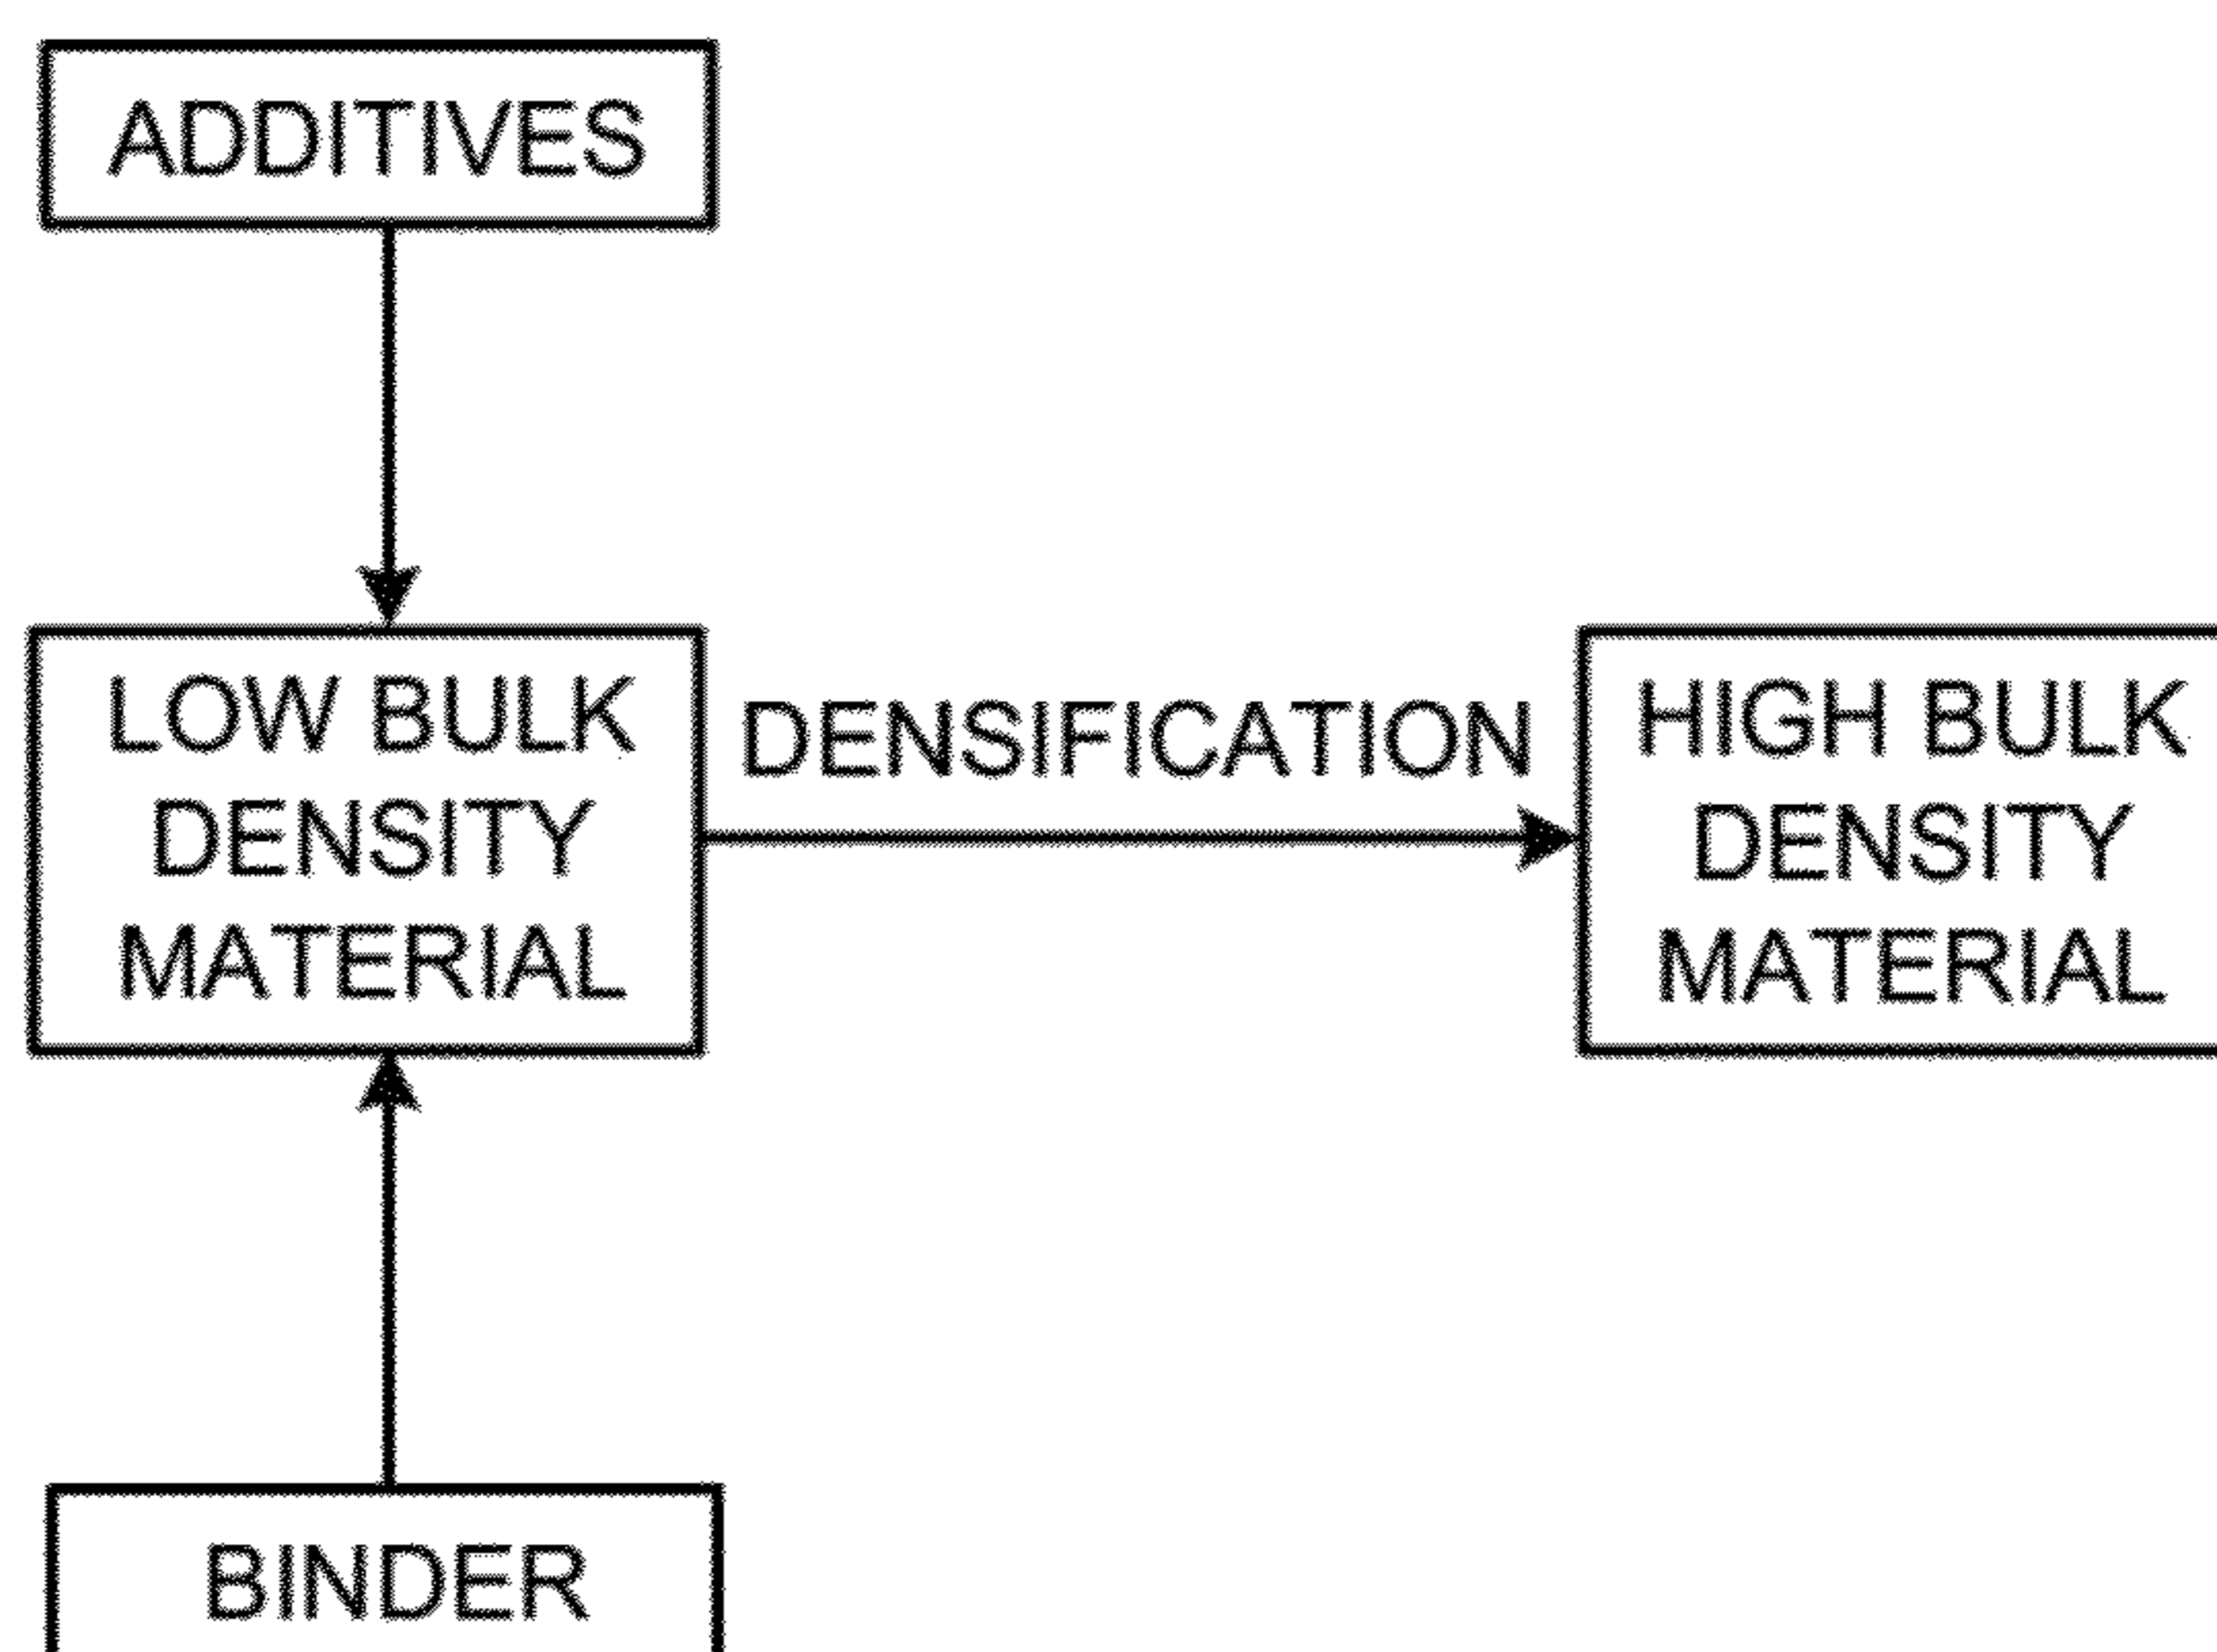 ADDITIVES
LOW BULK
DENSITY
MATERIAL
DENSIFICATION
HIGH BULK
DENSITY
MATERIAL
BINDER